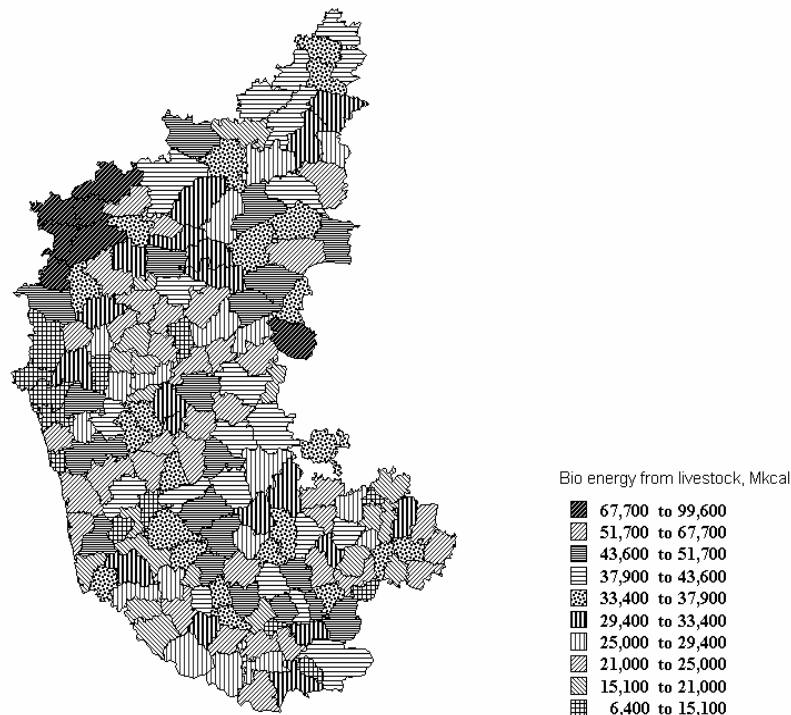 Bio energy from livestock, Mkcal
67,700 to 99,600
51,700 to 67,700
43,600 to 51,700
37,900 to 43,600
33,400 to 37,900
29,400 to 33,400
25,000 to 29,400
21,000 to 25,000
15,100 to 21,000
6,400 to 15,100